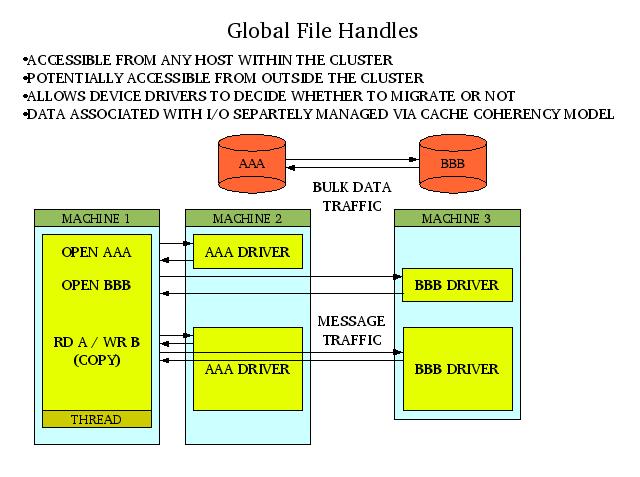 Global File Handles
•ACCESSIBLE FROM ANY HOST WITHIN THE CLUSTER
•POTENTIALLY ACCESSIBLE FROM OUTSIDE THE CLUSTER
•ALLOWS DEVICE DRIVERS TO DECIDE WHETHER TO MIGRATE OR NOT
•DATA ASSOCIATED WITH I/O SEPARTELY MANAGED VIA CACHE COHERENCY MODEL
AAA
BBB
BULK DATA
TRAFFIC
MACHINE 1
MACHINE 2
MACHINE 3
OPEN AAA
AAA DRIVER
OPEN BBB
BBB DRIVER
MESSAGE
TRAFFIC
RD A / WR B
(COPY)
AAA DRIVER
BBB DRIVER
THREAD